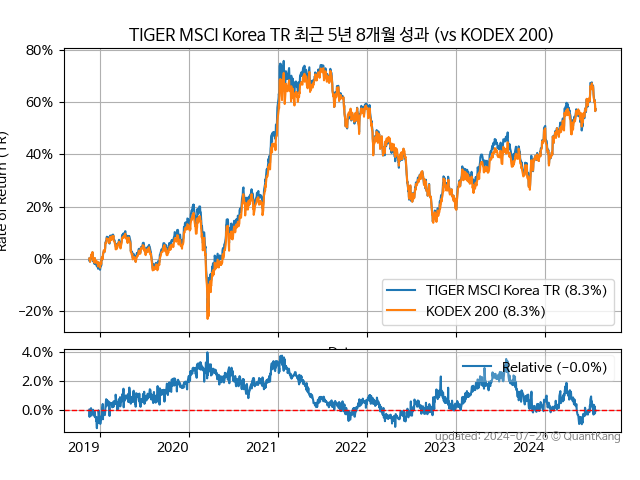 TIGER MSCI Korea TR 최근 5년 8개월 성과 (vs KODEX 200)
80%
60%
40%
20%
0%
−20%
Rate of Return (TR)
TIGER MSCI Korea TR (8.3%)
KODEX 200 (8.3%)
4.0%
2.0%
0.0%
Relative (−0.0%)
2019 2020 2021 2022 2023 2024
updated: 2024-07-26 © QuantKang